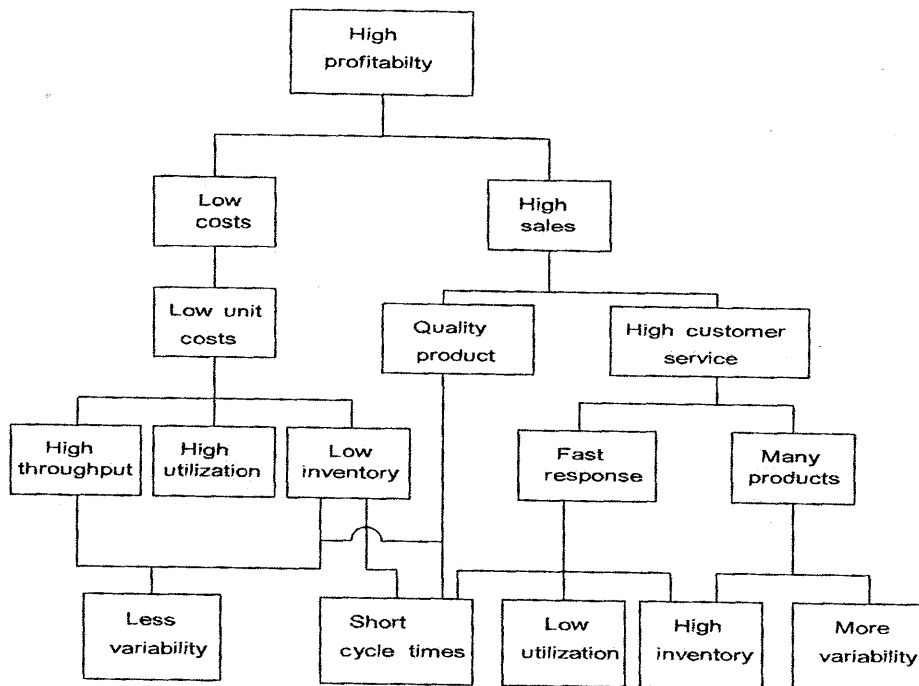 High
profitabilty
Low
costs
High
sales
Low unit
costs
Quality
product
High customer
service
High
throughput
High
utilization
Low
inventory
Fast
response
Many
products
Less
variability
Short
cycle times
Low
utilization
High
inventory
More
variability